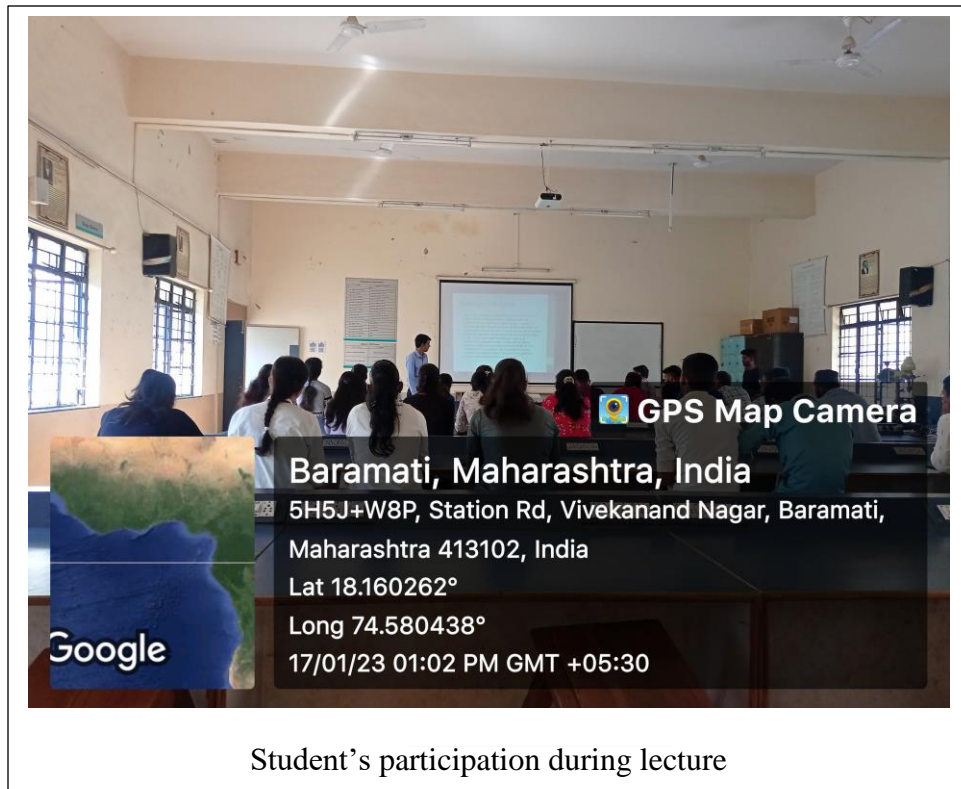 GPS Map Camera
Baramati, Maharashtra, India
5H5J+W8P, Station Rd, Vivekanand Nagar, Baramati,
Maharashtra 413102, India
Lat 18.160262°
Long 74.580438°
17/01/23 01:02 PM GMT +05:30
Google
Student’s participation during lecture